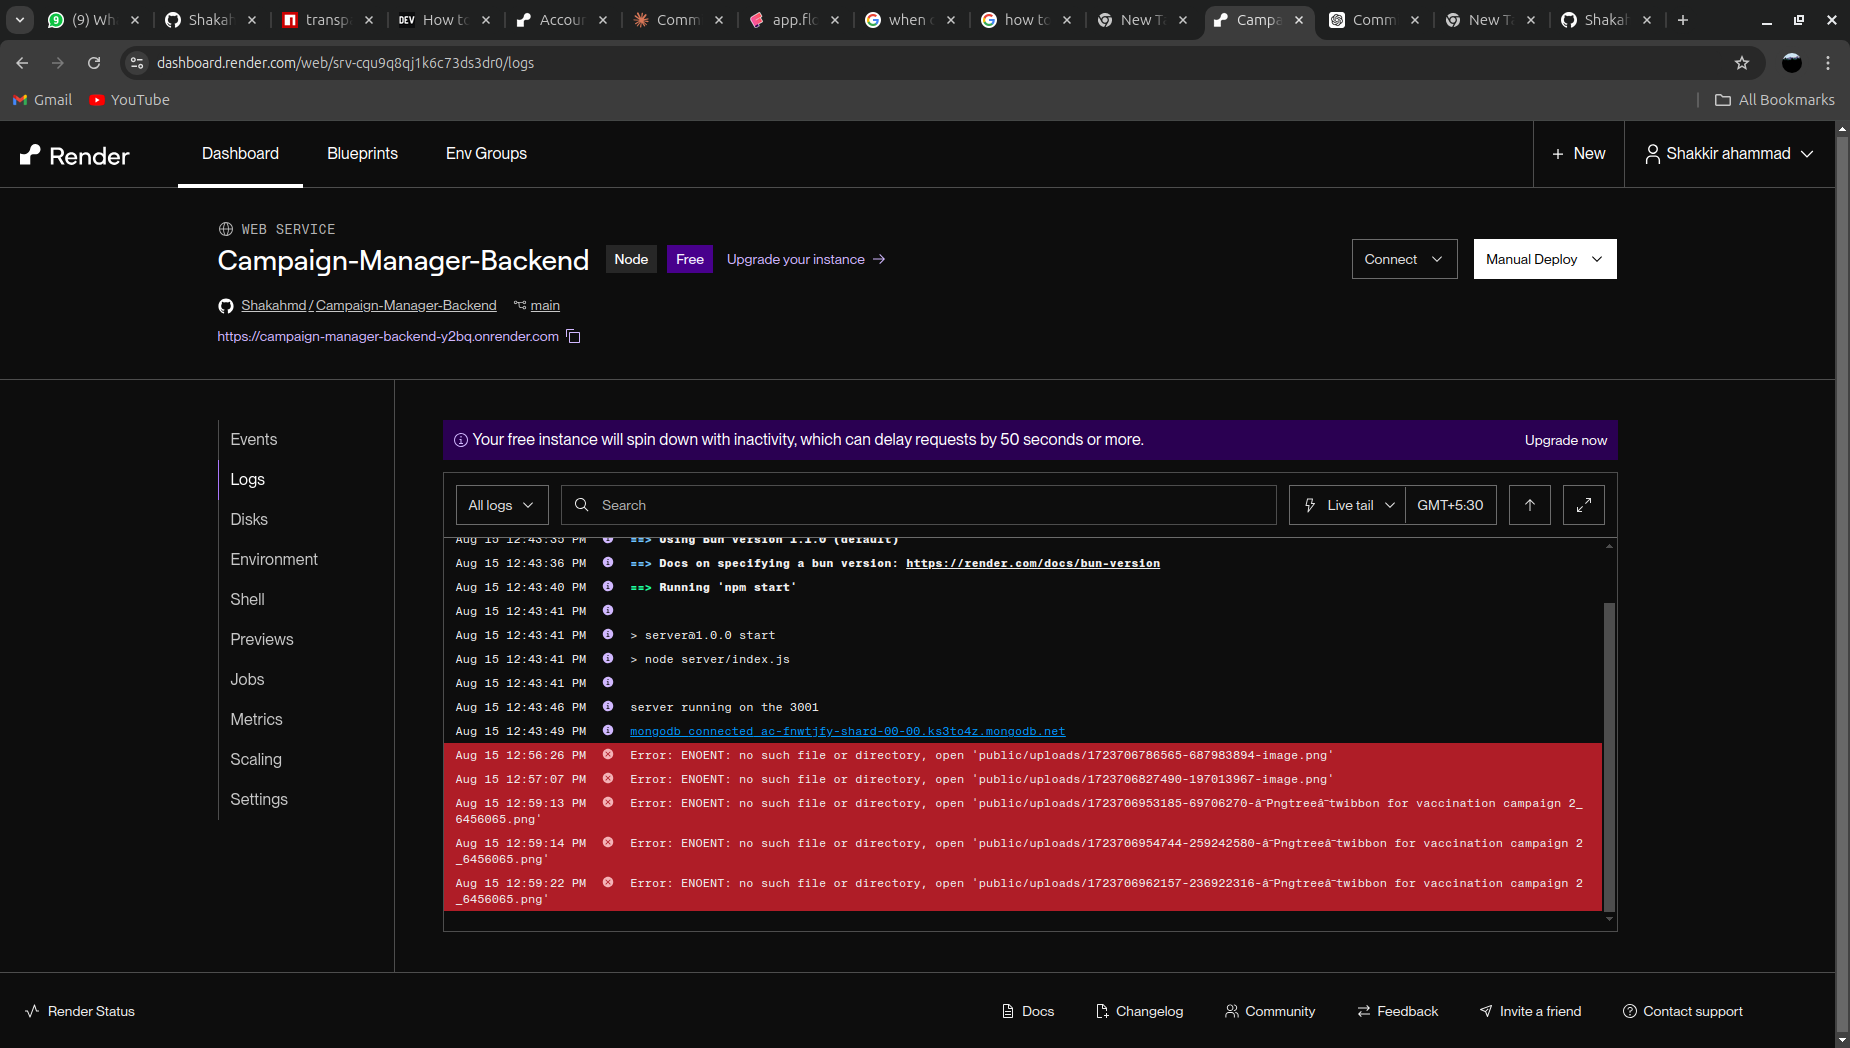 (9) Wha
Shakah
transpa
How to
Accoun
Comm
app.flo
when
how to
New Ta
Campa
Comm
New Ta
Shakah
dashboard.render.com/web/srv-cqu9q8qj1k6c73ds3dr0/logs
Gmail
YouTube
All Bookmarks
Render
Dashboard
Blueprints
Env Groups
+ New
Shakkir ahammad
WEB SERVICE
Campaign-Manager-Backend
Node
Free
Upgrade your instance →
Connect
Manual Deploy
Shakahmd / Campaign-Manager-Backend
main
https://campaign-manager-backend-y2bq.onrender.com
Events
Logs
Disks
Environment
Shell
Previews
Jobs
Metrics
Scaling
Settings
Your free instance will spin down with inactivity, which can delay requests by 50 seconds or more.
Upgrade now
All logs
Search
Live tail
GMT+5:30
Aug 15 12:43:35 PM ==> Using Bun version 1.1.0 (default)
Aug 15 12:43:36 PM ==> Docs on specifying a bun version: https://render.com/docs/bun-version
Aug 15 12:43:40 PM ==> Running 'npm start'
Aug 15 12:43:41 PM
Aug 15 12:43:41 PM > server@1.0.0 start
Aug 15 12:43:41 PM > node server/index.js
Aug 15 12:43:41 PM
Aug 15 12:43:46 PM server running on the 3001
Aug 15 12:43:49 PM mongodb connected ac-fnwtjfy-shard-00-00.ks3to4z.mongodb.net
Aug 15 12:56:26 PM Error: ENOENT: no such file or directory, open 'public/uploads/1723706786565-687983894-image.png'
Aug 15 12:57:07 PM Error: ENOENT: no such file or directory, open 'public/uploads/1723706827490-197013967-image.png'
Aug 15 12:59:13 PM Error: ENOENT: no such file or directory, open 'public/uploads/1723706953185-69706270-â¯Pngtreeâ¯twibbon for vaccination campaign 2_
6456065.png'
Aug 15 12:59:14 PM Error: ENOENT: no such file or directory, open 'public/uploads/1723706954744-259242580-â¯Pngtreeâ¯twibbon for vaccination campaign 2
_6456065.png'
Aug 15 12:59:22 PM Error: ENOENT: no such file or directory, open 'public/uploads/1723706962157-236922316-â¯Pngtreeâ¯twibbon for vaccination campaign 2
_6456065.png'
Render Status
Docs
Changelog
Community
Feedback
Invite a friend
Contact support